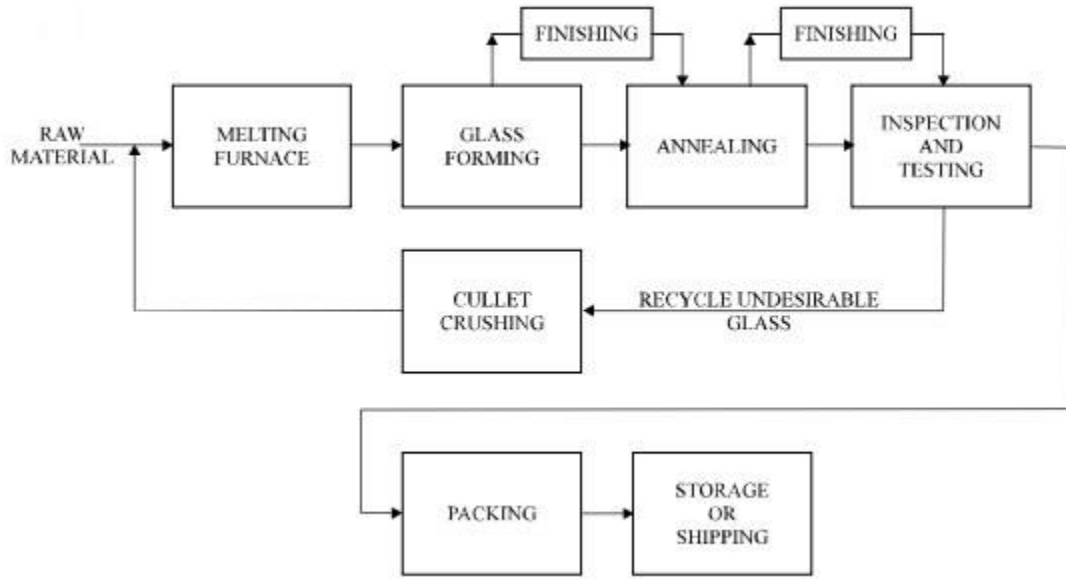 FINISHING
FINISHING
RAW
MATERIAL
MELTING
FURNACE
GLASS
FORMING
ANNEALING
INSPECTION
AND
TESTING
CULLET
CRUSHING
RECYCLE UNDESIRABLE
GLASS
PACKING
STORAGE
OR
SHIPPING